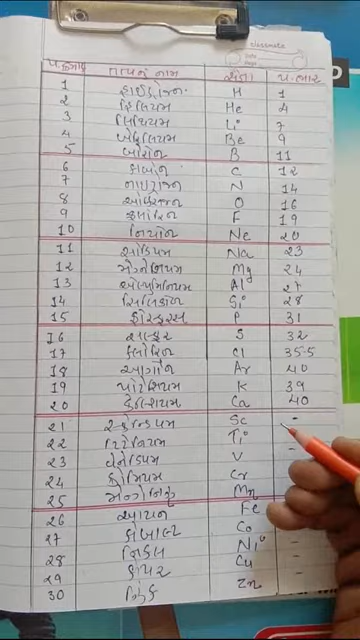 classmate
Date
Page
પ.ક્રમાંક તત્વનું નામ સંજ્ઞા પ.ભાર
1 હાઈડ્રોજન H 1
2 હિલિયમ He 4
3 લિથિયમ Li 7
4 બેરિલિયમ Be 9
5 બોરોન B 11
6 કાર્બન C 12
7 નાઈટ્રોજન N 14
8 ઓક્સિજન O 16
9 ફ્લોરિન F 19
10 નિયોન Ne 20
11 સોડિયમ Na 23
12 મેગ્નેશિયમ Mg 24
13 એલ્યુમિનિયમ Al 27
14 સિલિકોન Si 28
15 ફોસ્ફરસ P 31
16 સલ્ફર S 32
17 ક્લોરિન Cl 35.5
18 આર્ગોન Ar 40
19 પોટેશિયમ K 39
20 કેલ્શિયમ Ca 40
21 સ્કેન્ડિયમ Sc -
22 ટિટેનિયમ Ti
23 વેનેડિયમ V -
24 ક્રોમિયમ Cr
25 મેંગેનિઝ Mn
26 આયર્ન Fe
27 કોબાલ્ટ Co
28 નિકલ Ni -
29 કોપર Cu -
30 ઝિંક Zn